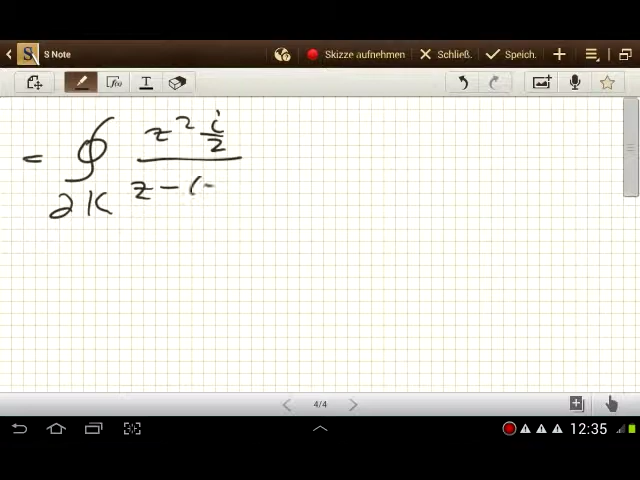 S Note
Skizze aufnehmen
Schließ.
Speich.
f(x)
T
= ∮ z² i/2
∂K z - (-
4/4
12:35